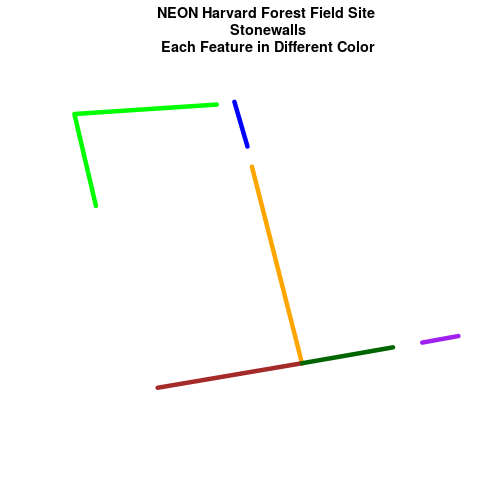 NEON Harvard Forest Field Site
Stonewalls
Each Feature in Different Color